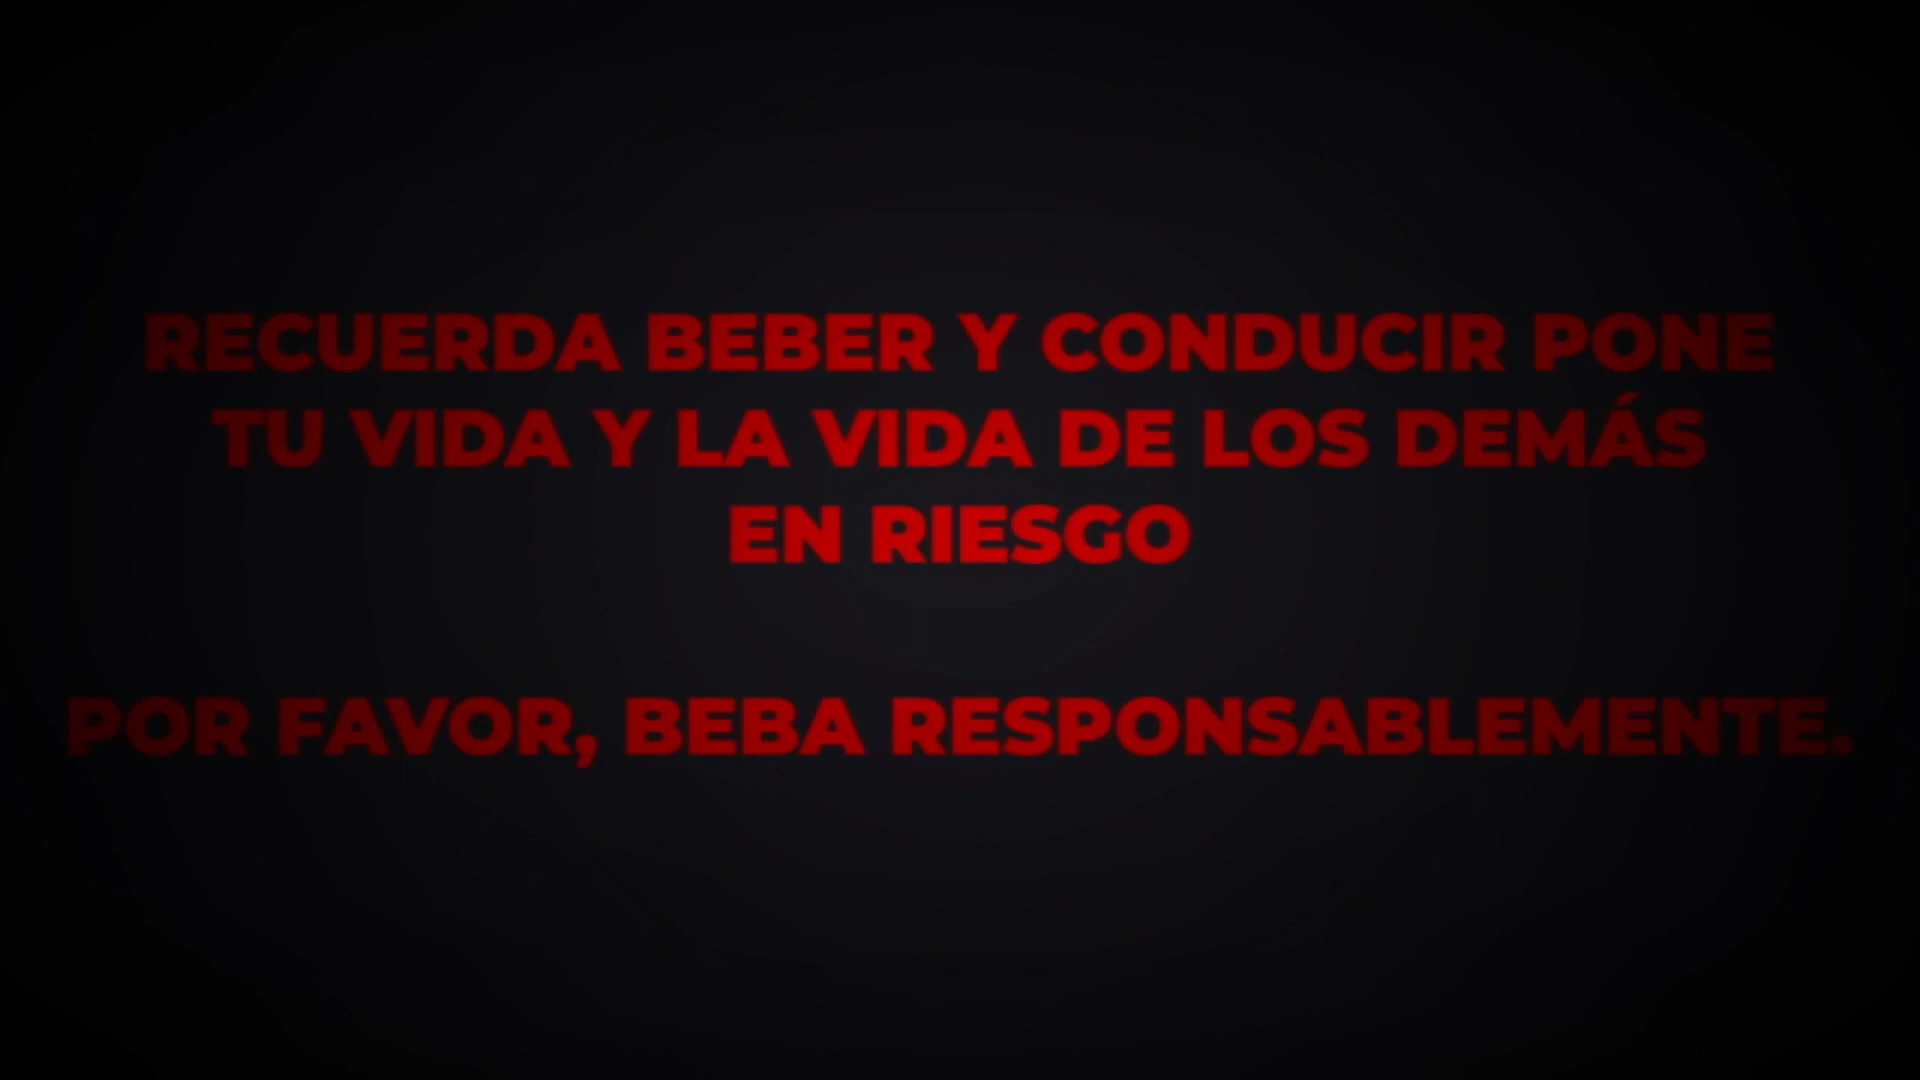 RECUERDA BEBER Y CONDUCIR PONE
TU VIDA Y LA VIDA DE LOS DEMÁS
EN RIESGO
POR FAVOR, BEBA RESPONSABLEMENTE.